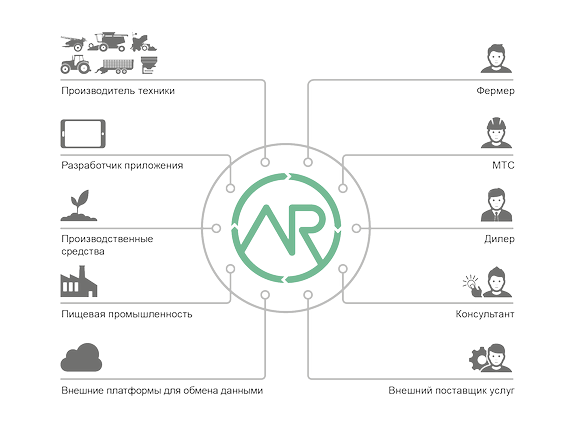 Производитель техники
Фермер
Разработчик приложения
МТС
AR
Производственные
средства
Дилер
Пищевая промышленность
Консультант
Внешние платформы для обмена данными
Внешний поставщик услуг